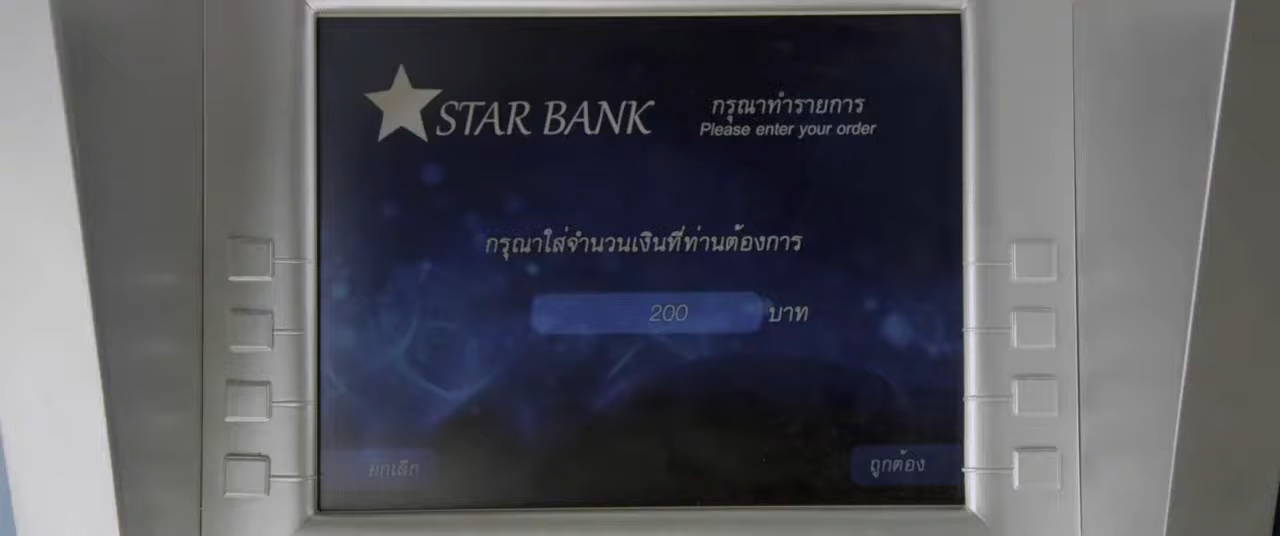 STAR BANK
กรุณาทำรายการ
Please enter your order
กรุณาใส่จำนวนเงินที่ท่านต้องการ
200 บาท
ยกเลิก
ถูกต้อง